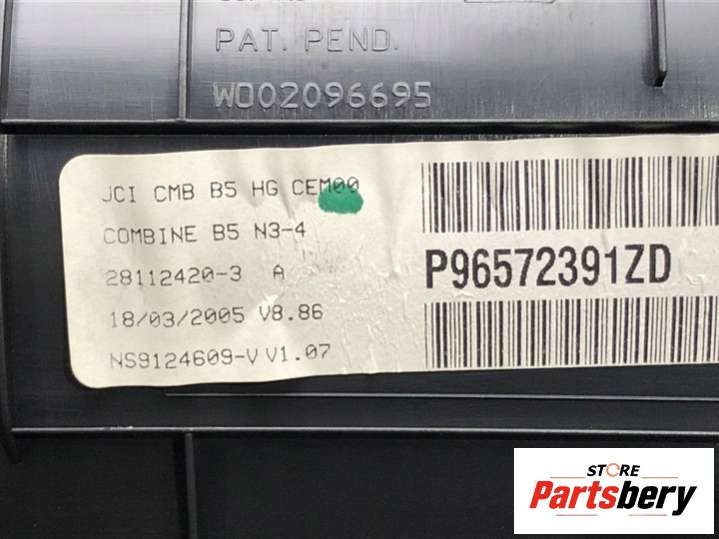 PAT. PEND.
W002096695
JCI CMB B5 HG CEM00
COMBINE B5 N3-4
28112420-3 A
18/03/2005 V8.86
NS9124609-V V1.07
P96572391ZD
STORE
Partsbery